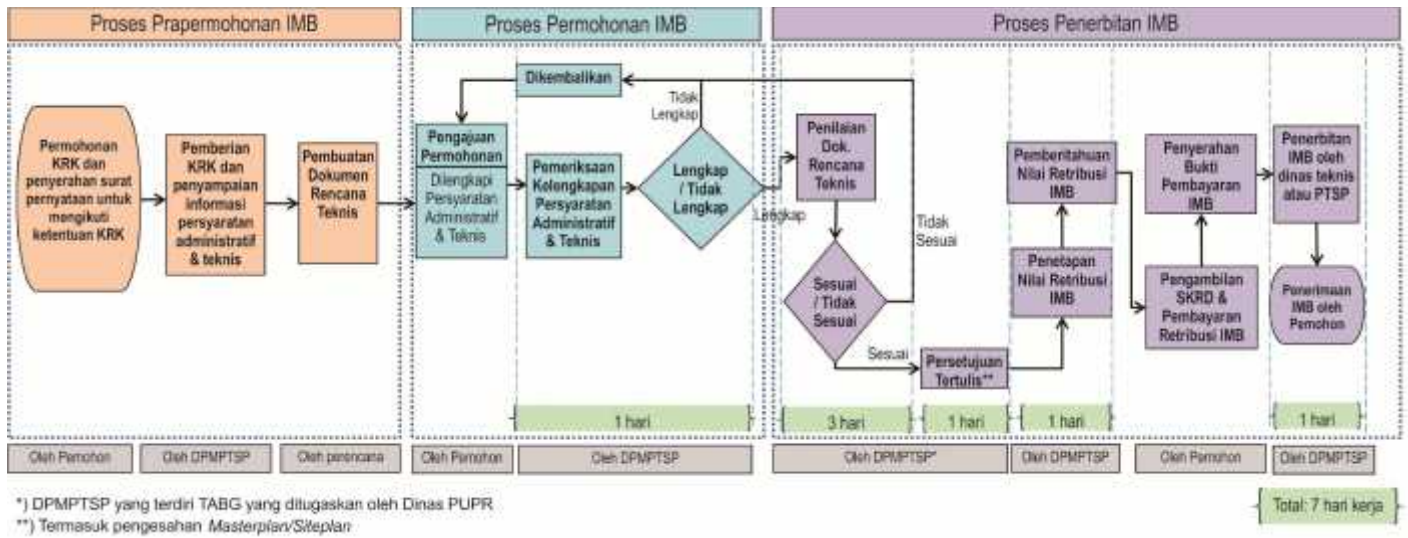 Proses Prapermohonan IMB
Proses Permohonan IMB
Proses Penerbitan IMB
Permohonan
KRK dan
penyerahan surat
pernyataan untuk
mengikuti
ketentuan KRK
Pemberian
KRK dan
penyampaian
informasi
persyaratan
administratif
& teknis
Pembuatan
Dokumen
Rencana
Teknis
Dikembalikan
Pengajuan
Permohonan
Dilengkapi
Persyaratan
Administratif
& Teknis
Pemeriksaan
Kelengkapan
Persyaratan
Administratif
& Teknis
Tidak
Lengkap
Lengkap
/ Tidak
Lengkap
Lengkap
Penilaian
Dok.
Rencana
Teknis
Sesuai
/ Tidak
Sesuai
Tidak
Sesuai
Sesuai
Persetujuan
Tertulis**
Pemberitahuan
Nilai Retribusi
IMB
Penetapan
Nilai Retribusi
IMB
Penyerahan
Bukti
Pembayaran
IMB
Pengambilan
SKRD &
Pembayaran
Retribusi IMB
Penerbitan
IMB oleh
dinas teknis
atau PTSP
Penerimaan
IMB oleh
Pemohon
1 hari
3 hari
1 hari
1 hari
1 hari
Oleh Pemohon
Oleh DPMPTSP
Oleh perencana
Oleh Pemohon
Oleh DPMPTSP
Oleh DPMPTSP*
Oleh DPMPTSP
Oleh Pemohon
Oleh DPMPTSP
*) DPMPTSP yang terdiri TABG yang ditugaskan oleh Dinas PUPR
**) Termasuk pengesahan Masterplan/Siteplan
Total: 7 hari kerja